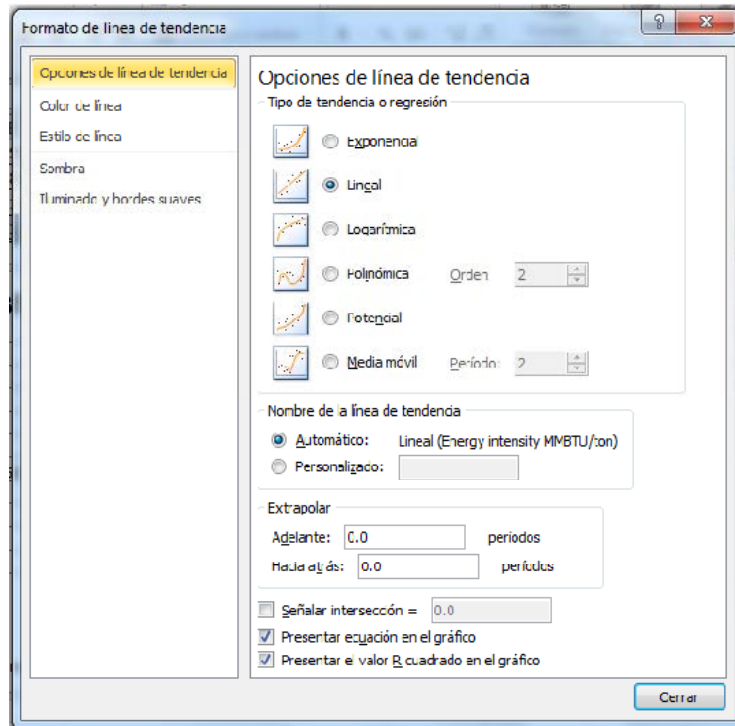 Formato de línea de tendencia
Opciones de línea de tendencia
Color de línea
Estilo de línea
Sombra
Iluminado y bordes suaves
Opciones de línea de tendencia
Tipo de tendencia o regresión
Exponencial
Lineal
Logarítmica
Polinómica Orden: 2
Potencial
Media móvil Período: 2
Nombre de la línea de tendencia
Automático: Lineal (Energy intensity MMBTU/ton)
Personalizado:
Extrapolar
Adelante: 0.0 períodos
Hacia atrás: 0.0 períodos
Señalar intersección = 0.0
Presentar ecuación en el gráfico
Presentar el valor R cuadrado en el gráfico
Cerrar